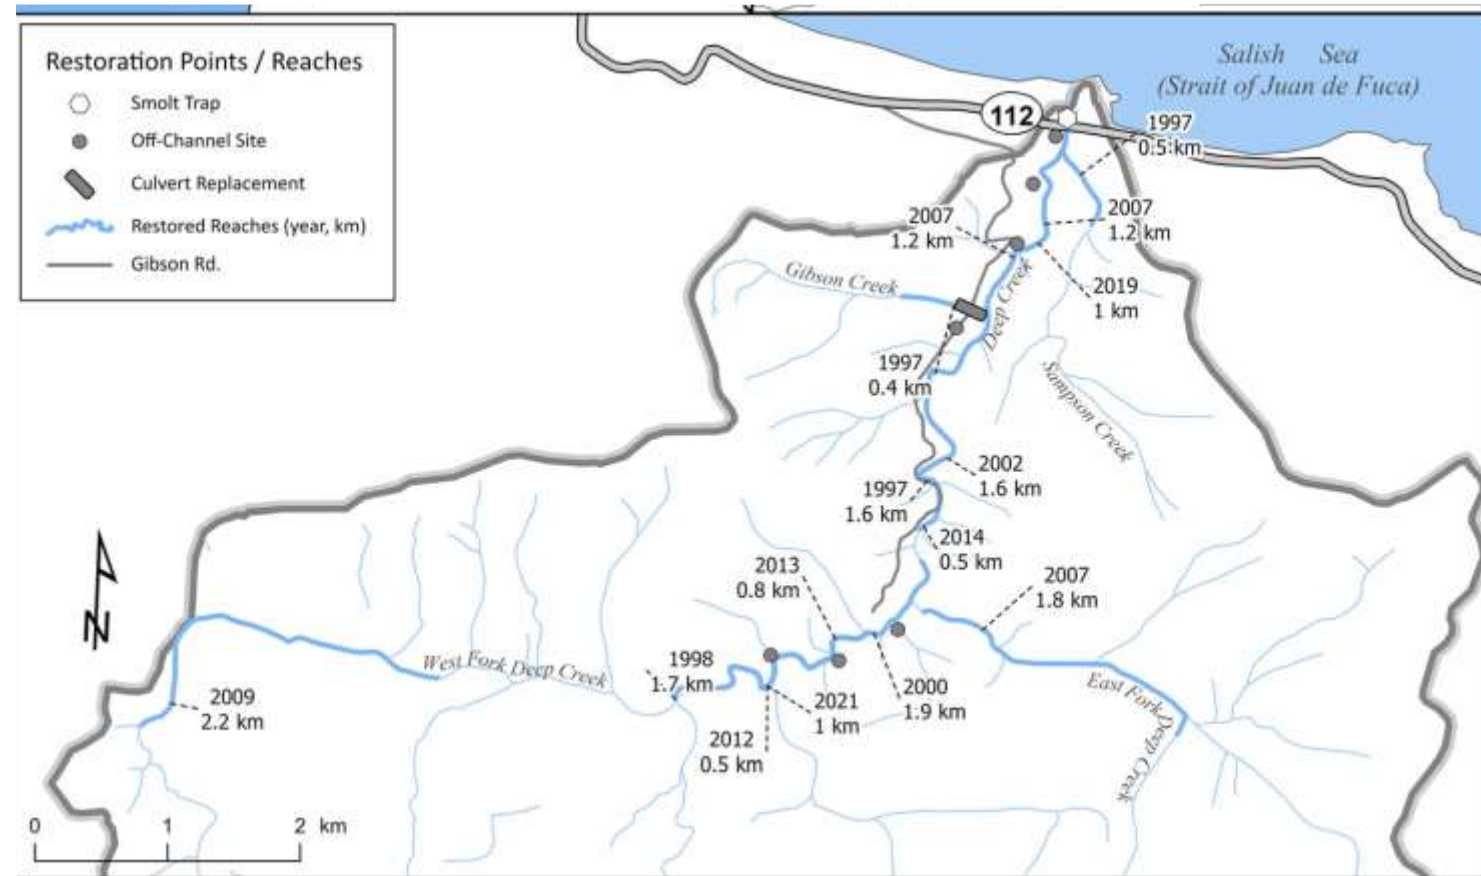 Restoration Points / Reaches
Smolt Trap
Off-Channel Site
Culvert Replacement
Restored Reaches (year, km)
Gibson Rd.
Salish Sea
(Strait of Juan de Fuca)
112
1997
0.5 km
2007
1.2 km
2007
1.2 km
2019
1 km
Gibson Creek
Deep Creek
1997
0.4 km
Sampson Creek
2002
1.6 km
1997
1.6 km
2014
0.5 km
2013
0.8 km
2007
1.8 km
West Fork Deep Creek
1998
1.7 km
2009
2.2 km
2021
1 km
2000
1.9 km
East Fork Deep Creek
2012
0.5 km
N
0 1 2 km